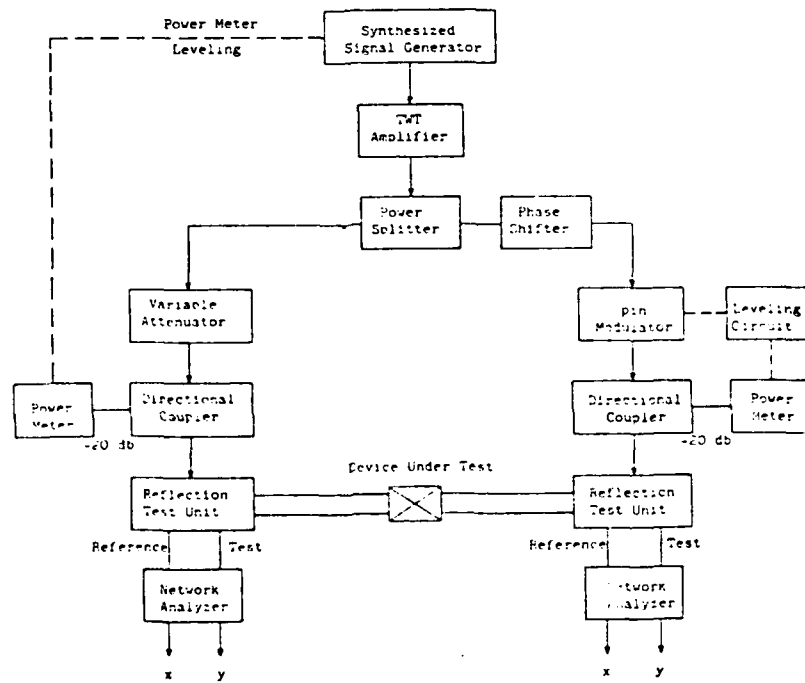 Power Meter
Leveling
Synthesized
Signal Generator
TWT
Amplifier
Power
Splitter
Phase
Shifter
Variable
Attenuator
pin
Modulator
Leveling
Circuit
Power
Meter
-20 db
Directional
Coupler
Directional
Coupler
-20 db
Power
Meter
Device Under Test
Reflection
Test Unit
Reflection
Test Unit
Reference
Test
Reference
Test
Network
Analyzer
Network
Analyzer
x
y
x
y